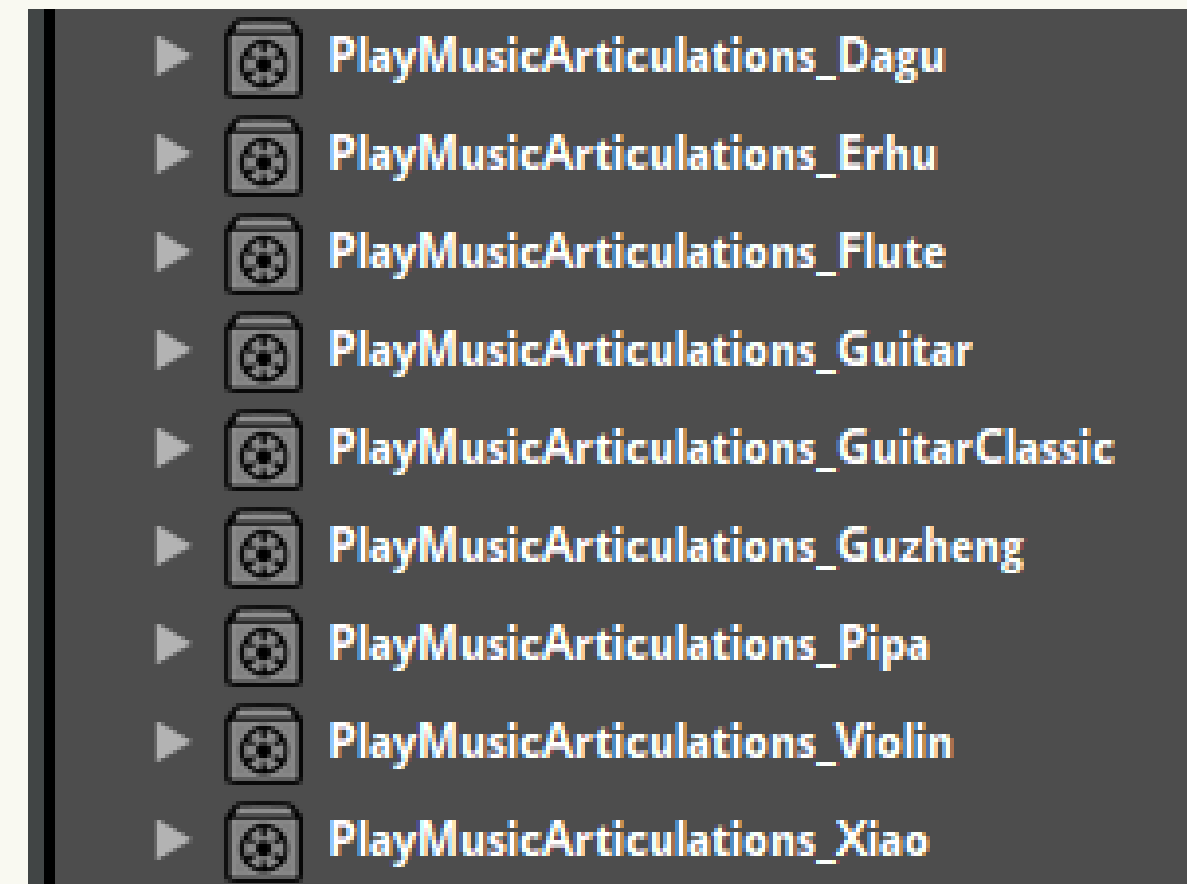 PlayMusicArticulations_Dagu
PlayMusicArticulations_Erhu
PlayMusicArticulations_Flute
PlayMusicArticulations_Guitar
PlayMusicArticulations_GuitarClassic
PlayMusicArticulations_Guzheng
PlayMusicArticulations_Pipa
PlayMusicArticulations_Violin
PlayMusicArticulations_Xiao